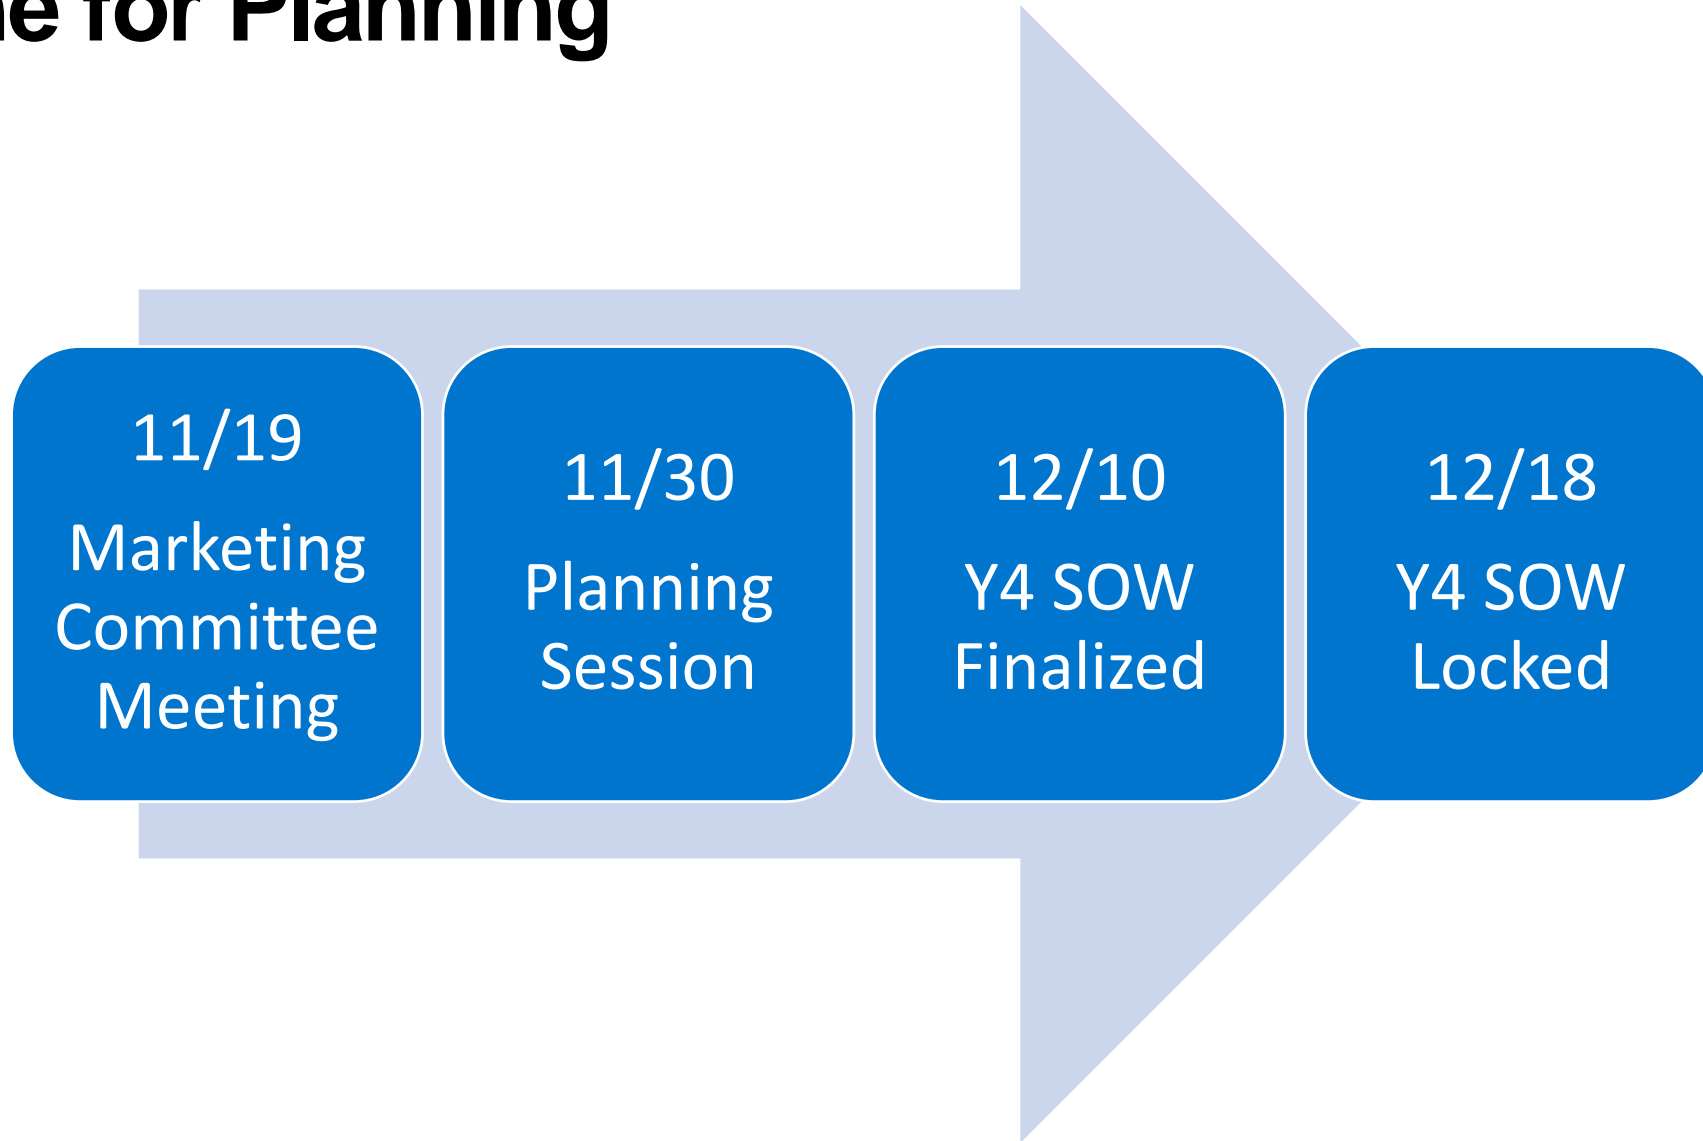 for Planning
11/19
Marketing
Committee
Meeting
11/30
Planning
Session
12/10
Y4 SOW
Finalized
12/18
Y4 SOW
Locked